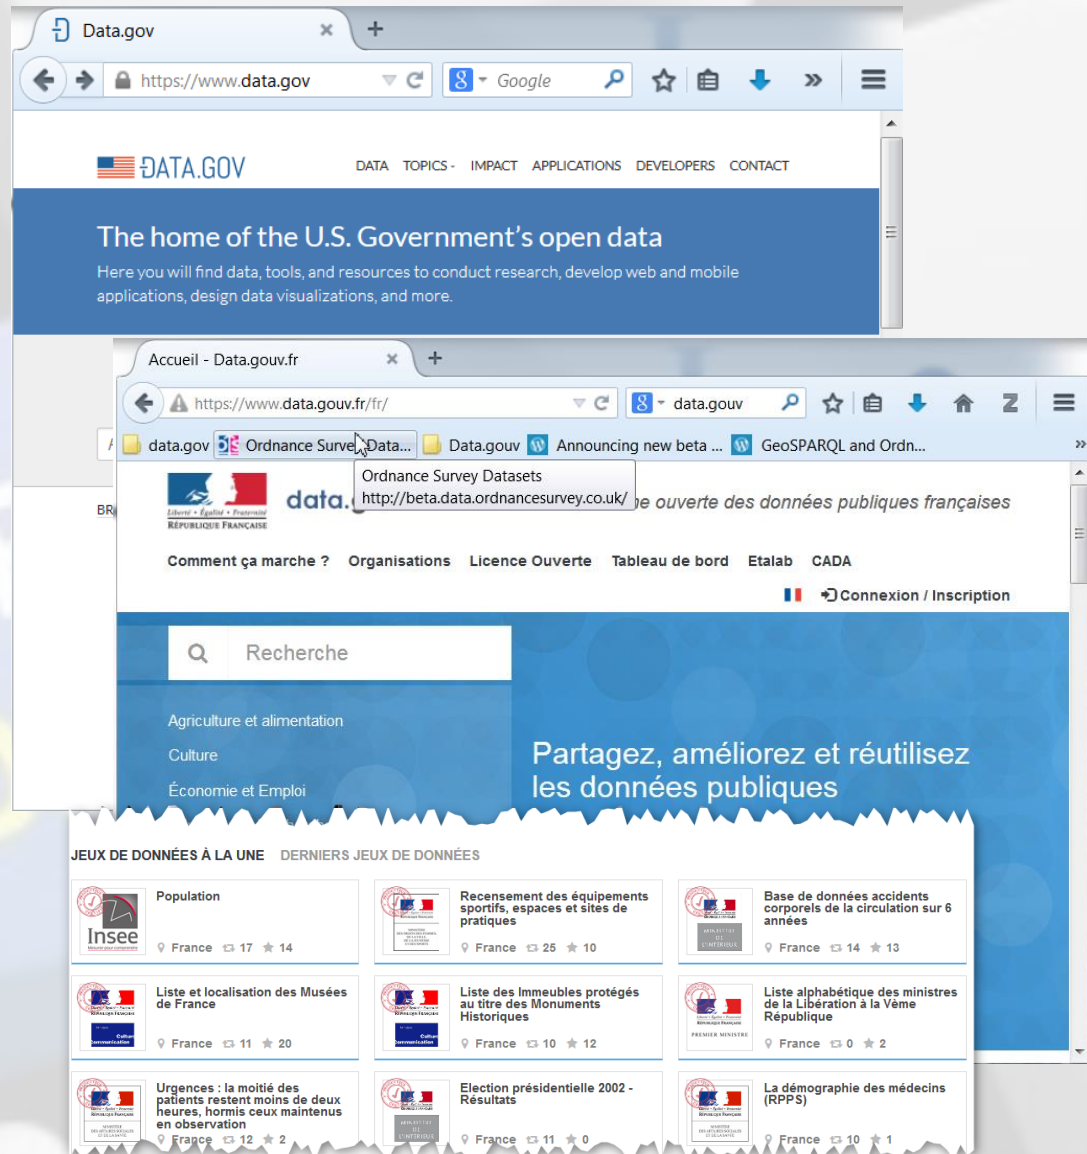 Data.gov
https://www.data.gov
Google
DATA.GOV
DATA TOPICS IMPACT APPLICATIONS DEVELOPERS CONTACT
The home of the U.S. Government's open data
Here you will find data, tools, and resources to conduct research, develop web and mobile
applications, design data visualizations, and more.
Accueil - Data.gouv.fr
https://www.data.gouv.fr/fr/
data.gouv
data.gov Ordnance Survey Data... Data.gouv Announcing new beta ... GeoSPARQL and Ordn...
Ordnance Survey Datasets
http://beta.data.ordnancesurvey.co.uk/
BR
Liberté • Égalité • Fraternité
RÉPUBLIQUE FRANÇAISE
data.g
ouverte des données publiques françaises
Comment ça marche ? Organisations Licence Ouverte Tableau de bord Etalab CADA
Connexion / Inscription
Recherche
Agriculture et alimentation
Culture
Économie et Emploi
Partagez, améliorez et réutilisez
les données publiques
JEUX DE DONNÉES À LA UNE DERNIERS JEUX DE DONNÉES
Insee
Population
France 17 14
Recensement des équipements
sportifs, espaces et sites de
pratiques
France 25 10
Base de données accidents
corporels de la circulation sur 6
années
France 14 13
Liste et localisation des Musées
de France
France 11 20
Liste des Immeubles protégés
au titre des Monuments
Historiques
France 10 12
PREMIER MINISTRE
Liste alphabétique des ministres
de la Libération à la Vème
République
France 0 2
Urgences : la moitié des
patients restent moins de deux
heures, hormis ceux maintenus
en observation
France 12 2
Election présidentielle 2002 -
Résultats
France 11 0
La démographie des médecins
(RPPS)
France 10 1